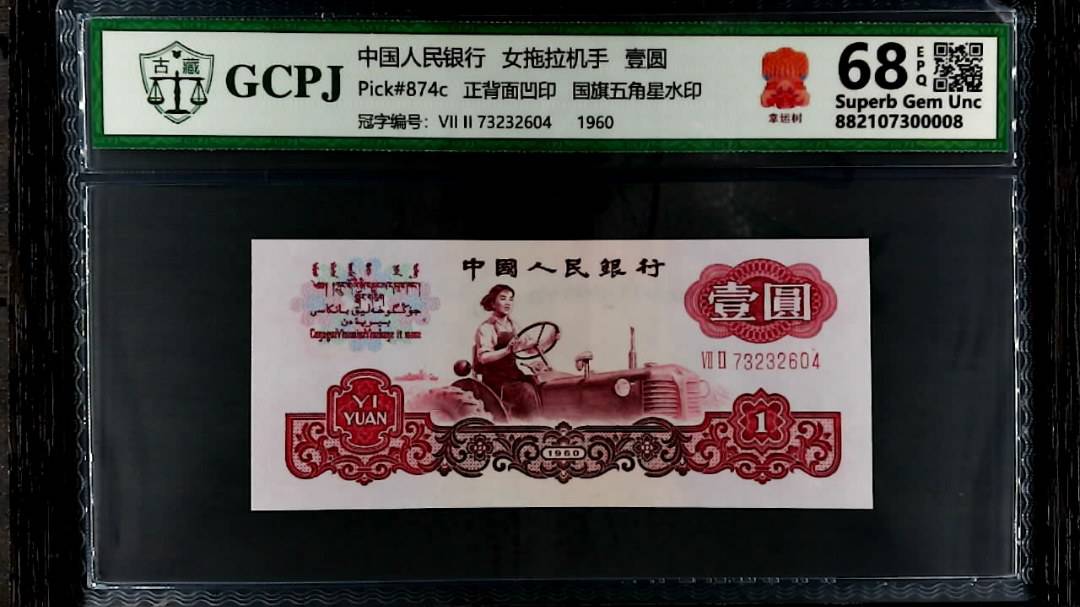 古 藏
GCPJ
中国人民银行 女拖拉机手 壹圆
Pick#874c 正背面凹印 国旗五角星水印
冠字编号: VII II 73232604 1960
幸运树
68 EPQ
Superb Gem Unc
882107300008
中國人民銀行
壹圓
VII II 73232604
YI
YUAN
1
1960